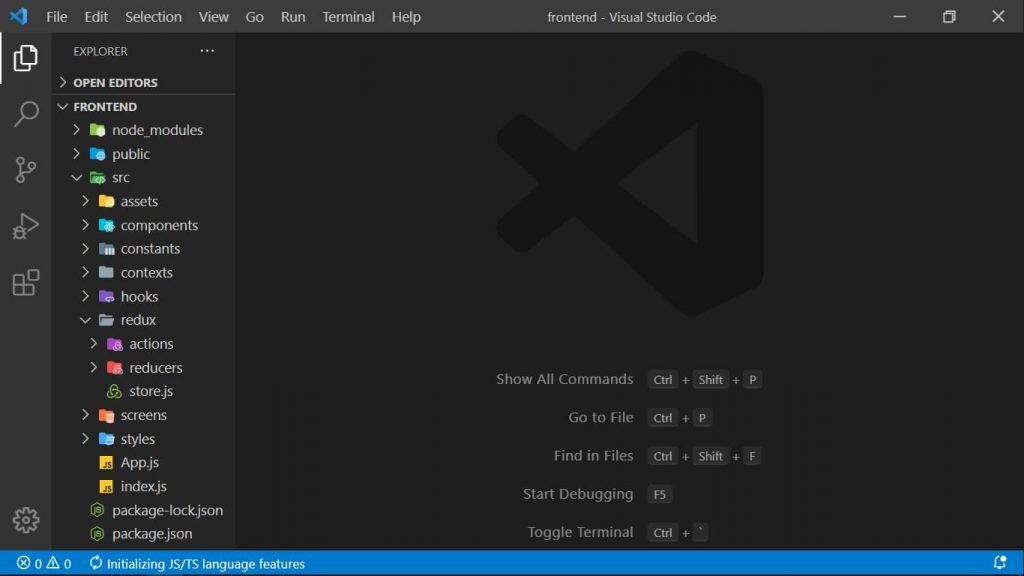 File Edit Selection View Go Run Terminal Help frontend - Visual Studio Code
EXPLORER ...
OPEN EDITORS
FRONTEND
node_modules
public
src
assets
components
constants
contexts
hooks
redux
actions
reducers
store.js
screens
styles
JS App.js
JS index.js
package-lock.json
package.json
Show All Commands Ctrl + Shift + P
Go to File Ctrl + P
Find in Files Ctrl + Shift + F
Start Debugging F5
Toggle Terminal Ctrl + `
0 0 Initializing JS/TS language features